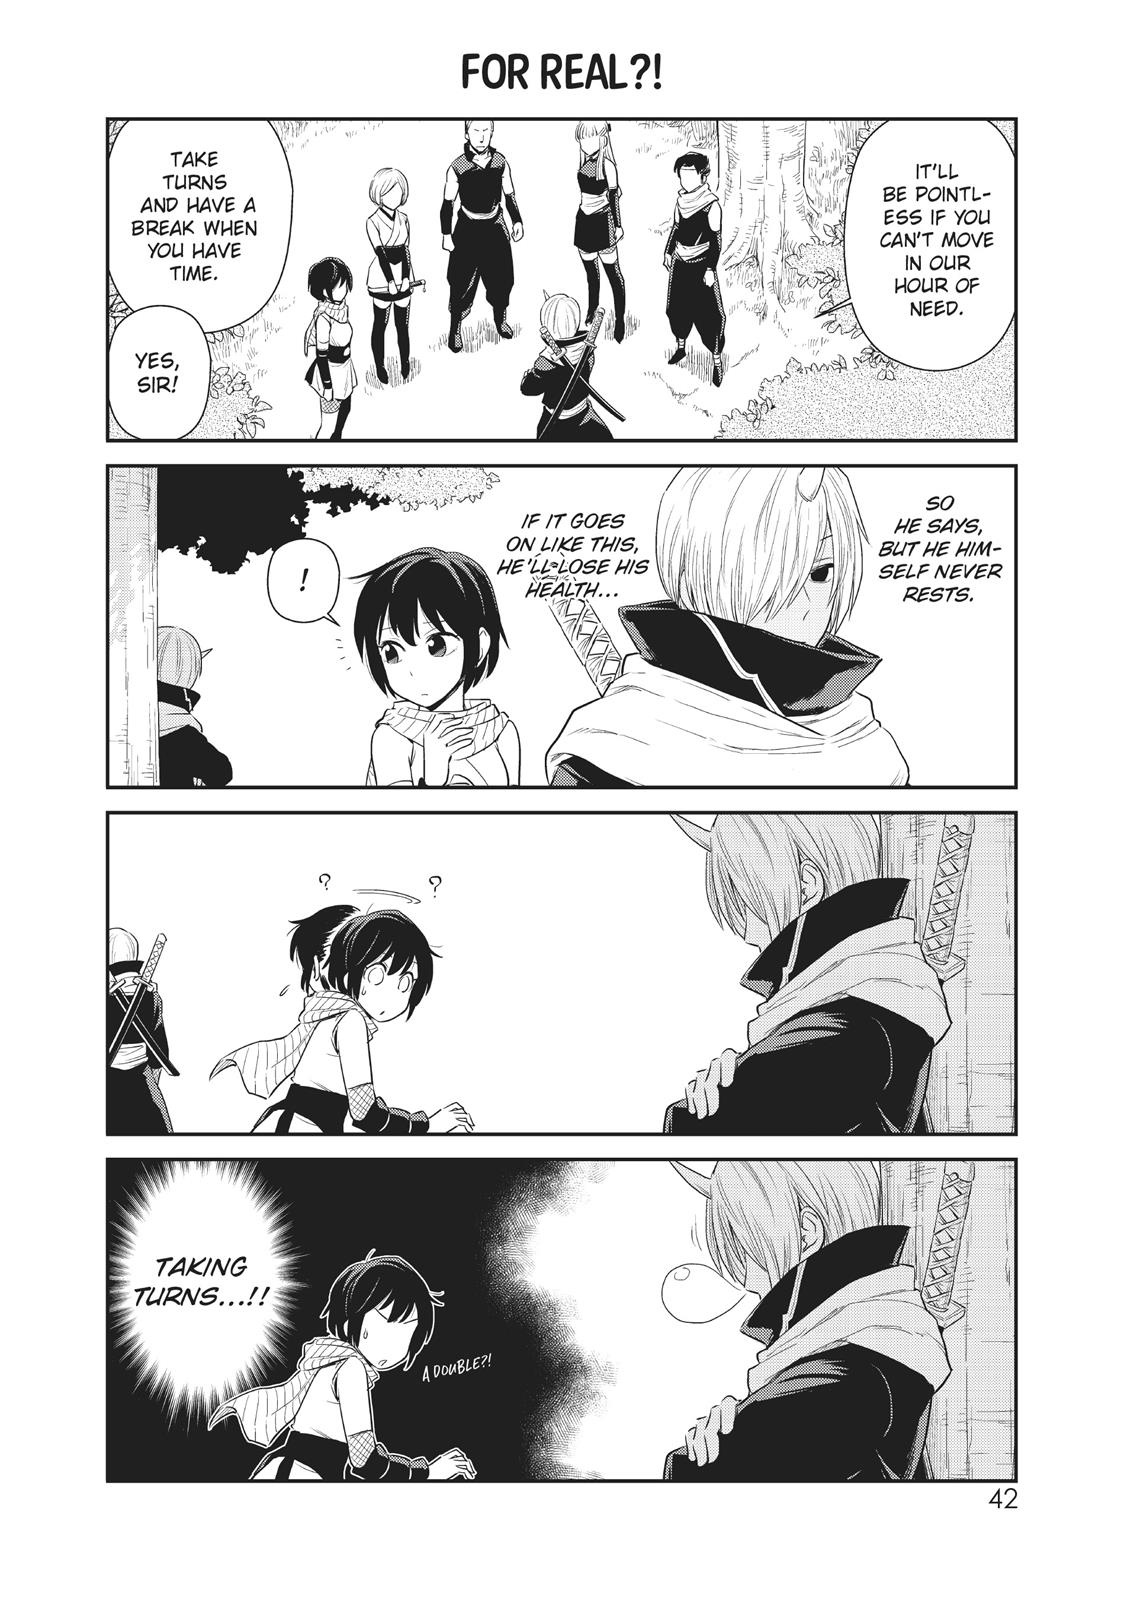 FOR REAL?!
IT'LL
BE POINTL-
ESS IF YOU
CAN'T MOVE
IN OUR
HOUR OF
NEED.
TAKE
TURNS
AND HAVE A
BREAK WHEN
YOU HAVE
TIME.
YES,
SIR!
SO
HE SAYS,
BUT HE HIM-
SELF NEVER
RESTS.
IF IT GOES
ON LIKE THIS,
HE'LL LOSE HIS
HEALTH...
!
?
?
TAKING
TURNS...!!
A DOUBLE?!
42